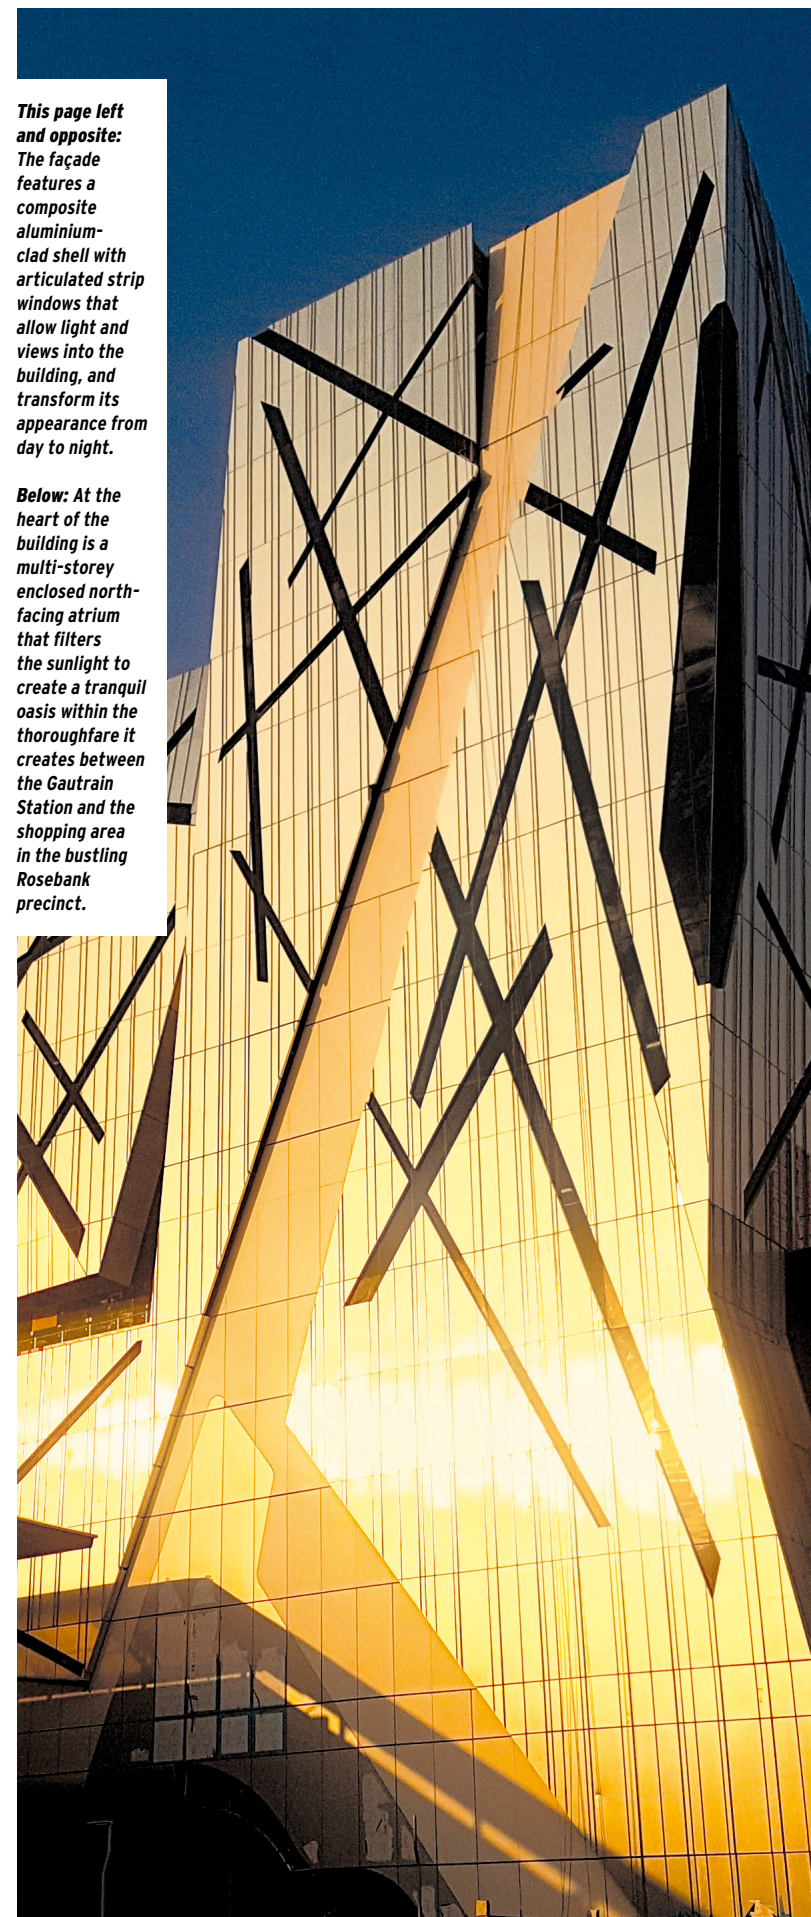 This page left
and opposite:
The façade
features a
composite
aluminium-
clad shell with
articulated strip
windows that
allow light and
views into the
building, and
transform its
appearance from
day to night.
Below: At the
heart of the
building is a
multi-storey
enclosed north-
facing atrium
that filters
the sunlight to
create a tranquil
oasis within the
thoroughfare it
creates between
the Gautrain
Station and the
shopping area
in the bustling
Rosebank
precinct.